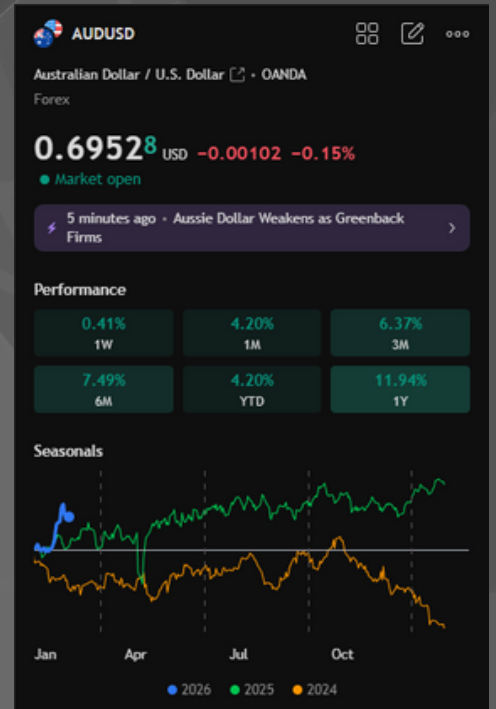 AUDUSD
Australian Dollar / U.S. Dollar • OANDA
Forex
0.69528 USD −0.00102 −0.15%
Market open
5 minutes ago • Aussie Dollar Weakens as Greenback
Firms
Performance
0.41% 4.20% 6.37%
1W 1M 3M
7.49% 4.20% 11.94%
6M YTD 1Y
Seasonals
Jan Apr Jul Oct
2026 2025 2024